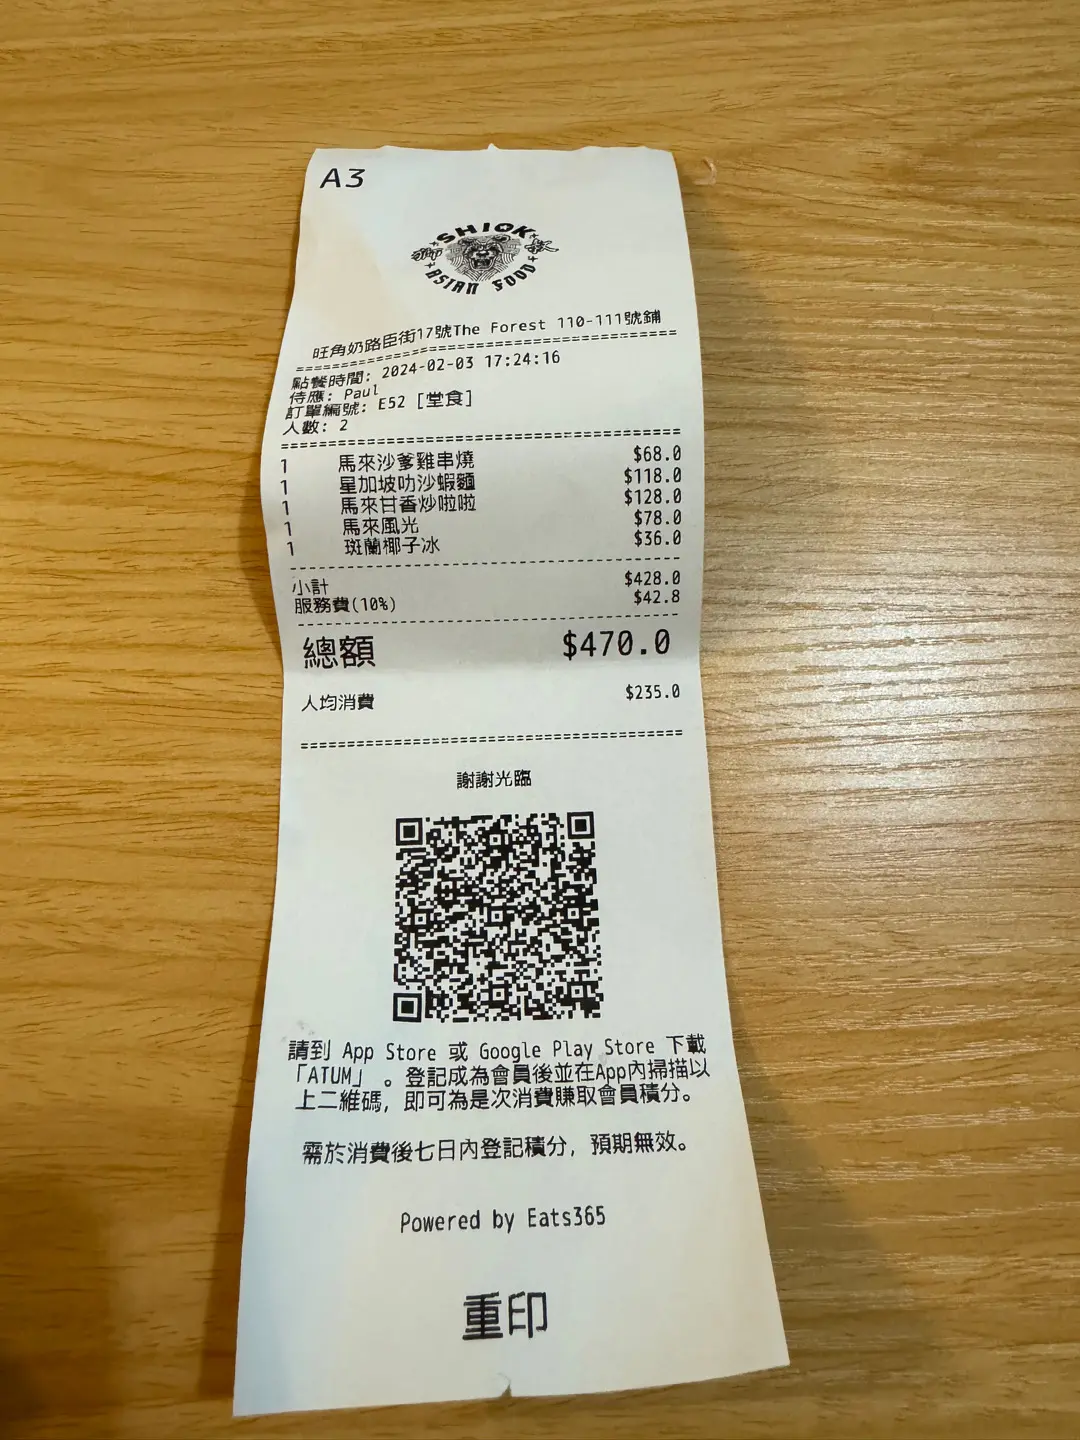 A3
SHIOK
獅 城
ASIAN FOOD
旺角奶路臣街17號The Forest 110-111號鋪
點餐時間: 2024-02-03 17:24:16
侍應: Paul
訂單編號: E52 [堂食]
人數: 2
1 馬來沙爹雞串燒 $68.0
1 星加坡叻沙蝦麵 $118.0
1 馬來甘香炒啦啦 $128.0
1 馬來風光 $78.0
1 斑蘭椰子冰 $36.0
小計 $428.0
服務費(10%) $42.8
總額 $470.0
人均消費 $235.0
謝謝光臨
請到 App Store 或 Google Play Store 下載
「ATUM」 。登記成為會員後並在App內掃描以
上二維碼, 即可為是次消費賺取會員積分。
需於消費後七日內登記積分, 預期無效。
Powered by Eats365
重印